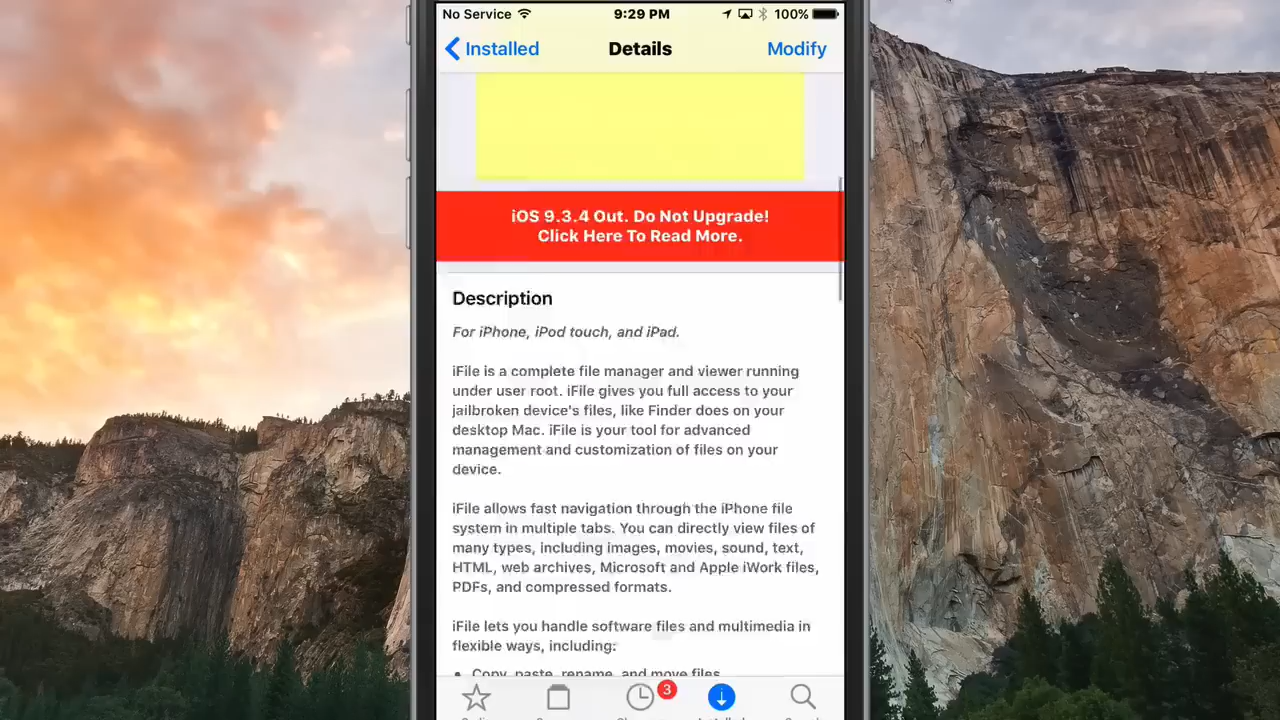 No Service 9:29 PM 100%
Installed Details Modify
iOS 9.3.4 Out. Do Not Upgrade!
Click Here To Read More.
Description
For iPhone, iPod touch, and iPad.
iFile is a complete file manager and viewer running
under user root. iFile gives you full access to your
jailbroken device's files, like Finder does on your
desktop Mac. iFile is your tool for advanced
management and customization of files on your
device.
iFile allows fast navigation through the iPhone file
system in multiple tabs. You can directly view files of
many types, including images, movies, sound, text,
HTML, web archives, Microsoft and Apple iWork files,
PDFs, and compressed formats.
iFile lets you handle software files and multimedia in
flexible ways, including:
• Copy, paste, rename, and move files
3